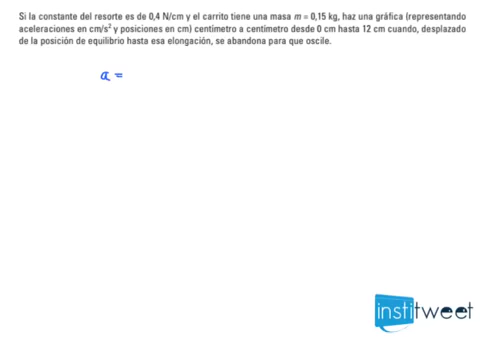 Si la constante del resorte es de 0,4 N/cm y el carrito tiene una masa m = 0,15 kg, haz una gráfica (representando
aceleraciones en cm/s² y posiciones en cm) centímetro a centímetro desde 0 cm hasta 12 cm cuando, desplazado
de la posición de equilibrio hasta esa elongación, se abandona para que oscile.
a =
institweet